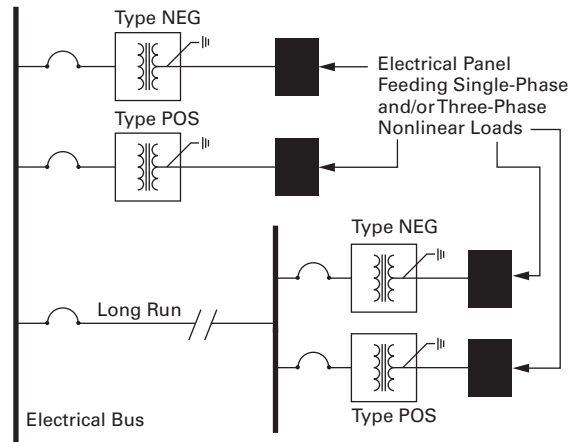 Type NEG
Type POS
Electrical Panel
Feeding Single-Phase
and/or Three-Phase
Nonlinear Loads
Type NEG
Long Run
Type POS
Electrical Bus